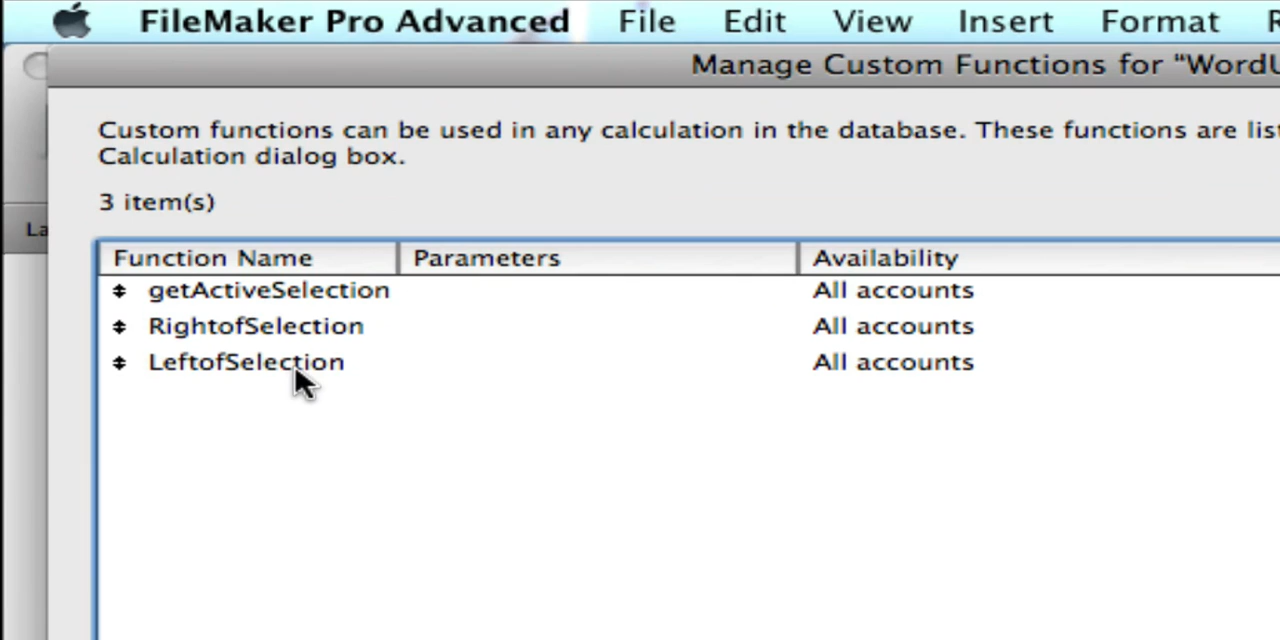 FileMaker Pro Advanced File Edit View Insert Format
Manage Custom Functions for "WordU
Custom functions can be used in any calculation in the database. These functions are list
Calculation dialog box.
3 item(s)
La
Function Name Parameters Availability
getActiveSelection All accounts
RightofSelection All accounts
LeftofSelection All accounts